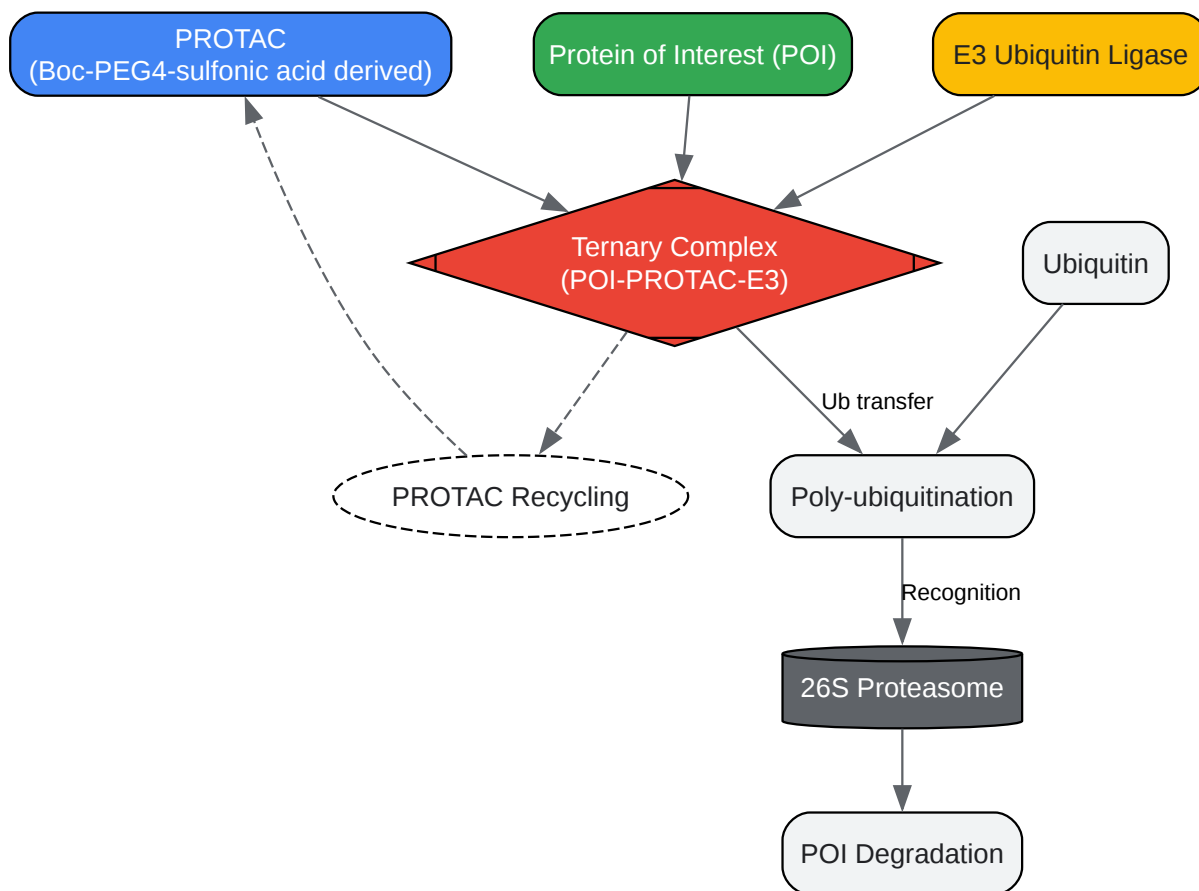 PROTAC
(Boc-PEG4-sulfonic acid derived)
Protein of Interest (POI)
E3 Ubiquitin Ligase
Ternary Complex
(POI-PROTAC-E3)
Ubiquitin
Ub transfer
PROTAC Recycling
Poly-ubiquitination
Recognition
26S Proteasome
POI Degradation